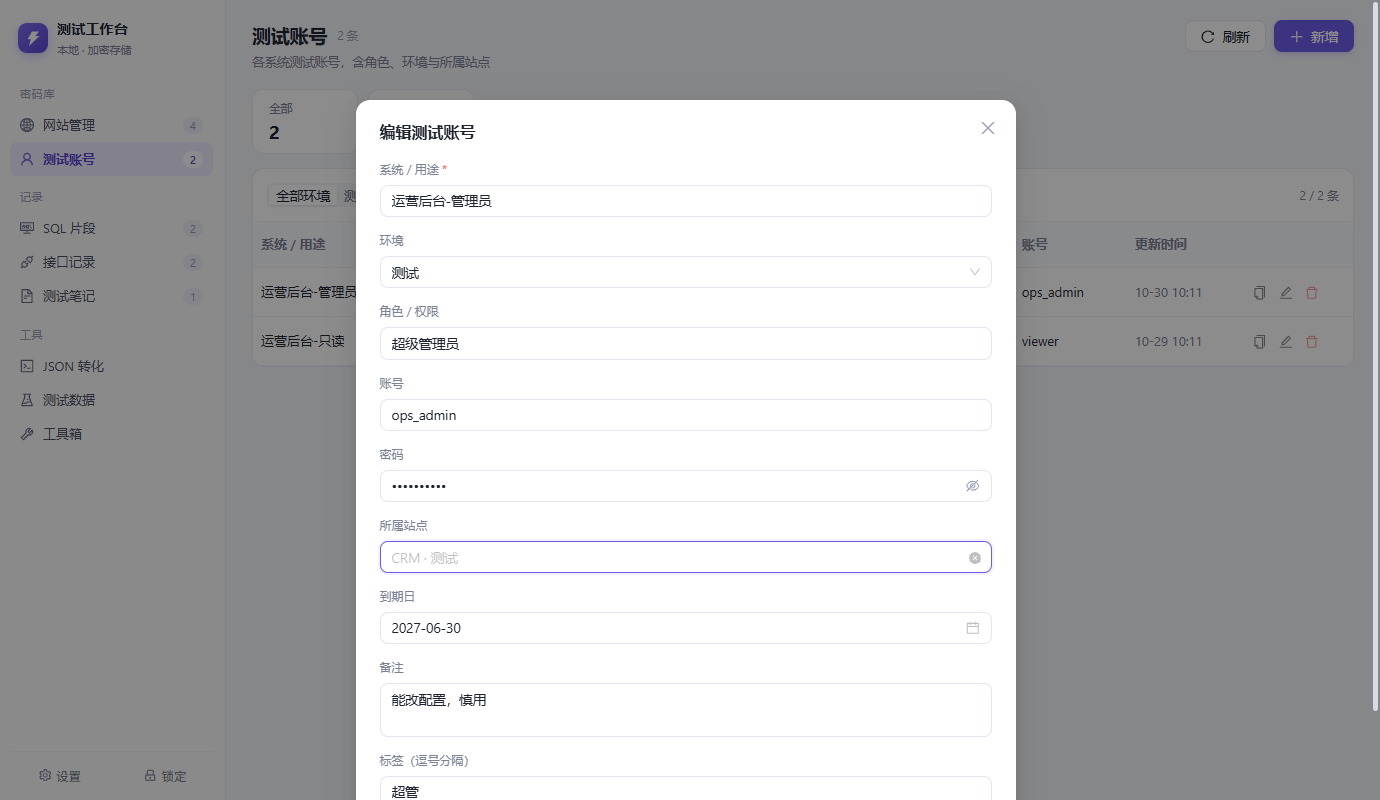 测试工作台
本地 · 加密存储
密码库
网站管理 4
测试账号 2
记录
SQL 片段 2
接口记录 2
测试笔记 1
工具
JSON 转化
测试数据
工具箱
设置 锁定
测试账号 2 条
各系统测试账号，含角色、环境与所属站点
刷新 新增
全部
2
全部环境 测
2 / 2 条
系统 / 用途 账号 更新时间
运营后台-管理员 ops_admin 10-30 10:11
运营后台-只读 viewer 10-29 10:11
编辑测试账号
系统 / 用途 *
运营后台-管理员
环境
测试
角色 / 权限
超级管理员
账号
ops_admin
密码
••••••••••
所属站点
CRM · 测试
到期日
2027-06-30
备注
能改配置，慎用
标签（逗号分隔）
超管